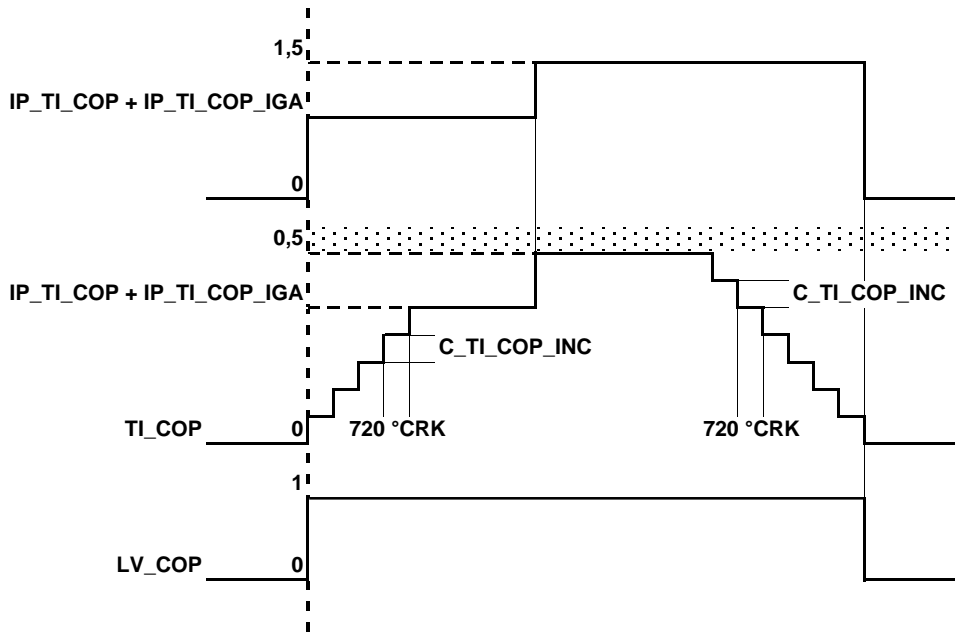 1,5
IP_TI_COP + IP_TI_COP_IGA
0
0,5
IP_TI_COP + IP_TI_COP_IGA
C_TI_COP_INC
C_TI_COP_INC
TI_COP 0 720 °CRK 720 °CRK
1
LV_COP 0